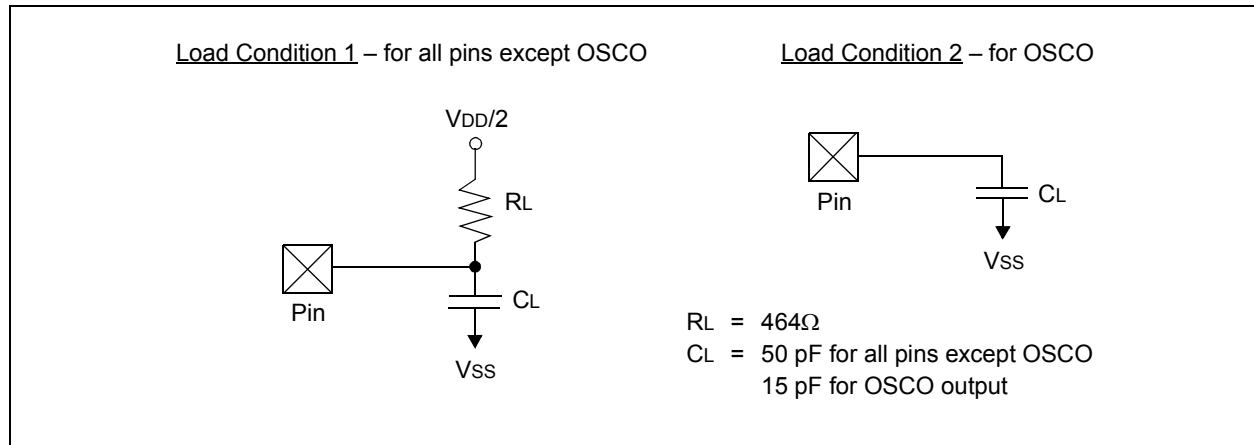 Load Condition 1 – for all pins except OSCO
VDD/2
RL
Pin
CL
VSS
Load Condition 2 – for OSCO
Pin
CL
VSS
RL = 464Ω
CL = 50 pF for all pins except OSCO
15 pF for OSCO output